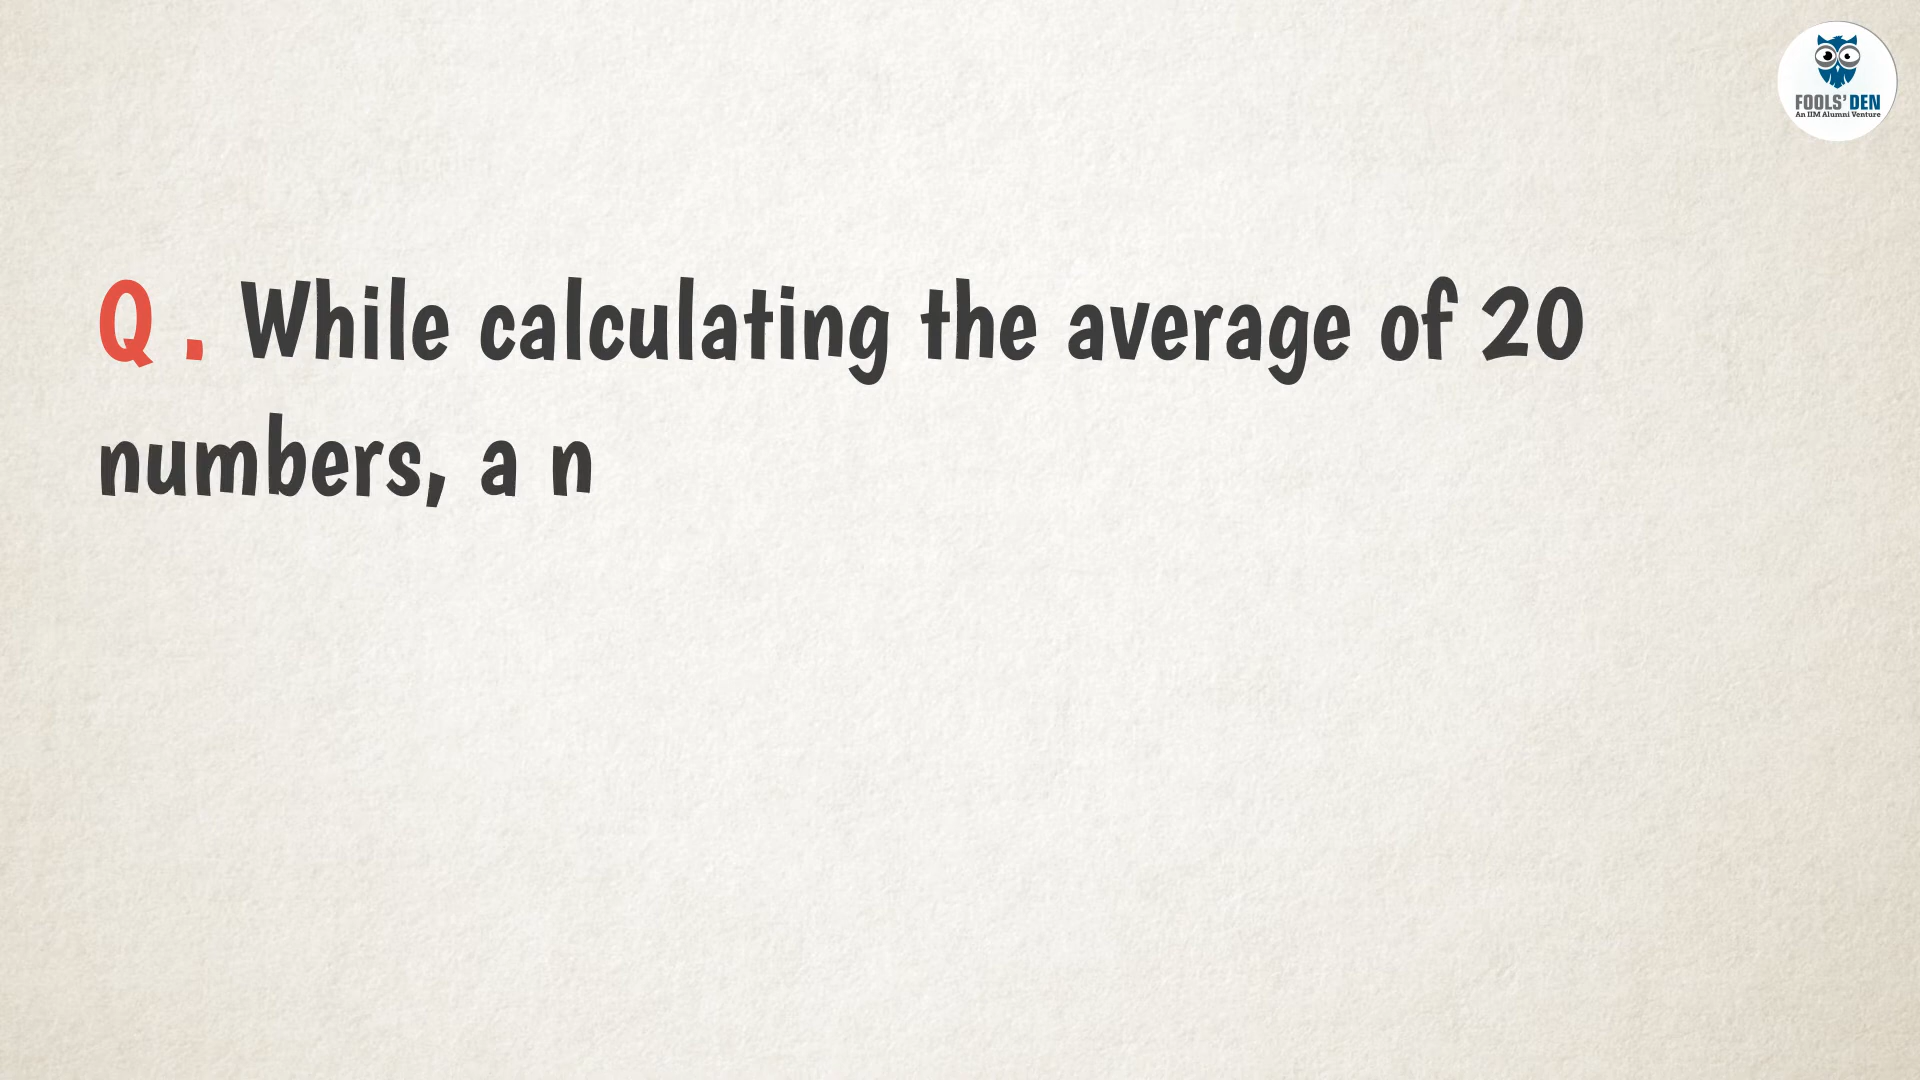 FOOLS' DEN
An IIM Alumni Venture
Q . While calculating the average of 20
numbers, a n